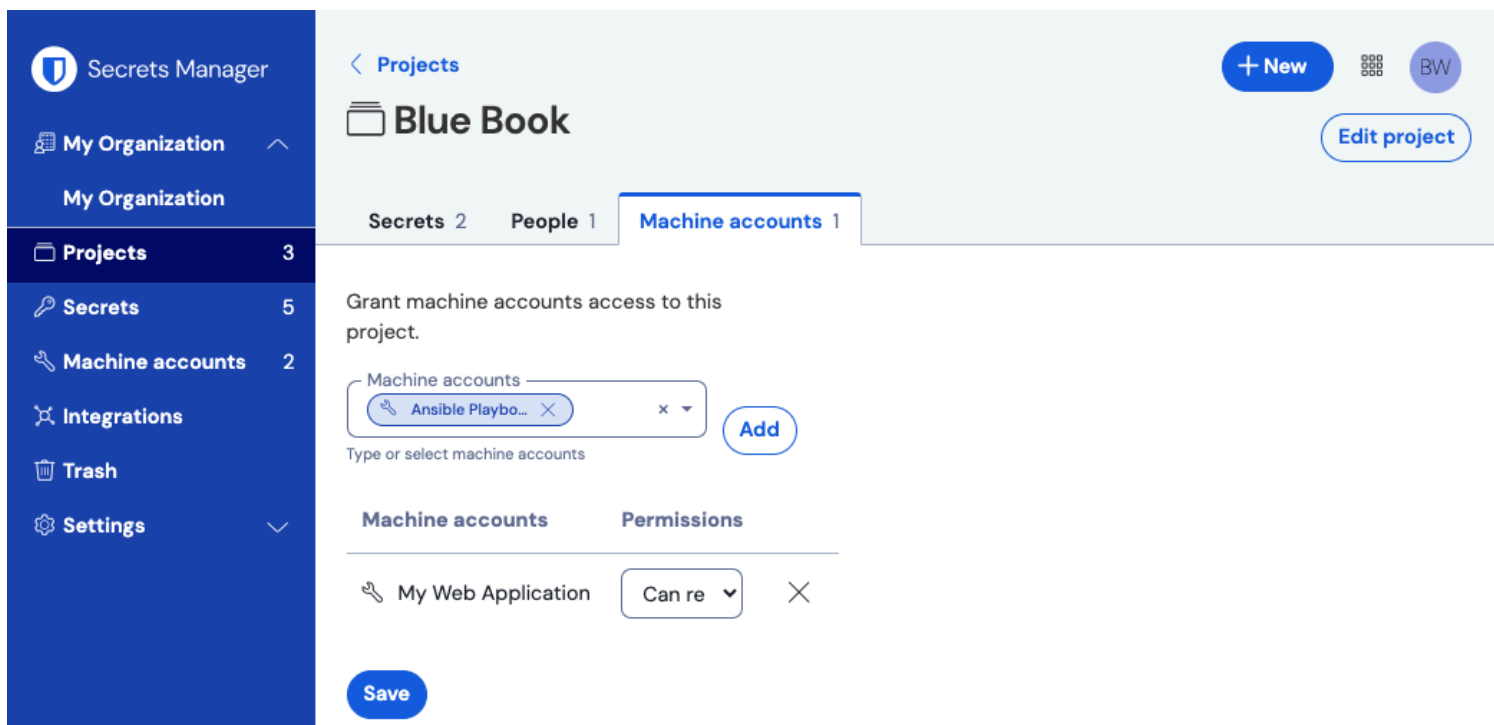 Secrets Manager
My Organization
My Organization
Projects 3
Secrets 5
Machine accounts 2
Integrations
Trash
Settings
Projects
+ New
BW
Blue Book
Edit project
Secrets 2 People 1 Machine accounts 1
Grant machine accounts access to this
project.
Machine accounts
Ansible Playbo...
Add
Type or select machine accounts
Machine accounts Permissions
My Web Application Can re
Save